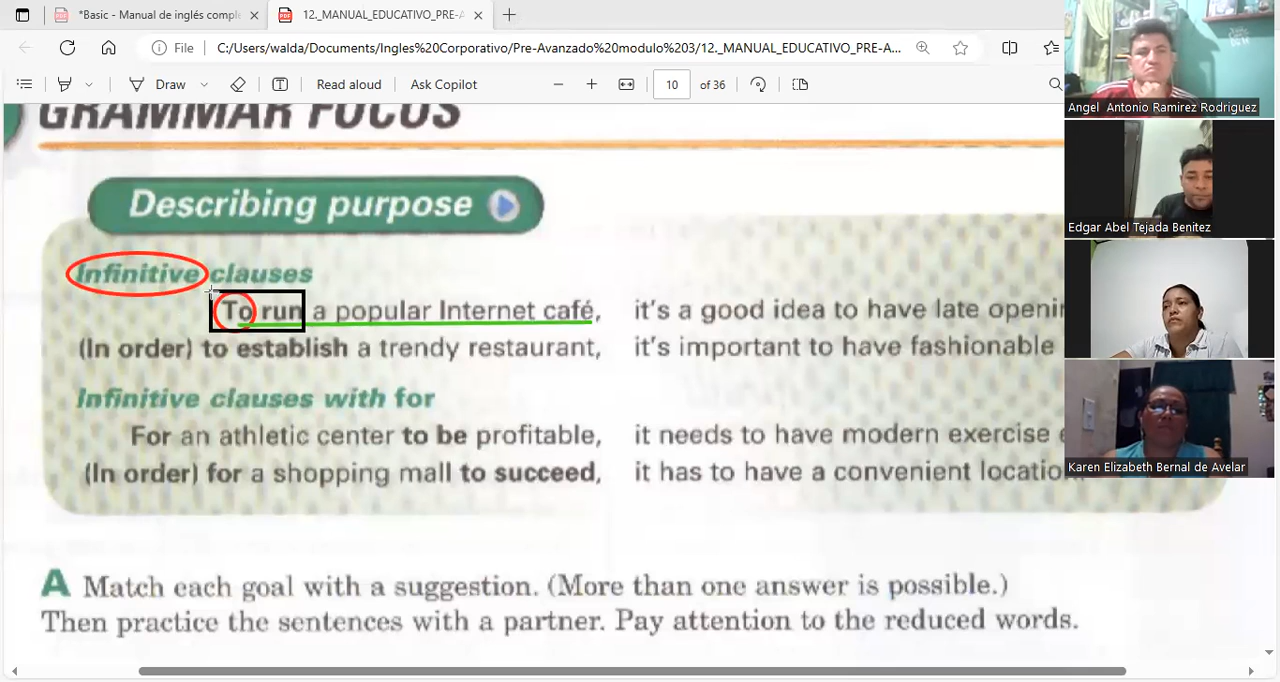 *Basic - Manual de inglés comple
12._MANUAL_EDUCATIVO_PRE-A
File
C:/Users/walda/Documents/Ingles%20Corporativo/Pre-Avanzado%20modulo%203/12._MANUAL_EDUCATIVO_PRE-A...
Draw
Read aloud
Ask Copilot
10 of 36
GRAMMAR FOCUS
Describing purpose
Infinitive clauses
To run a popular Internet café, it's a good idea to have late openin
(In order) to establish a trendy restaurant, it's important to have fashionable
Infinitive clauses with for
For an athletic center to be profitable, it needs to have modern exercise e
(In order) for a shopping mall to succeed, it has to have a convenient location.
A Match each goal with a suggestion. (More than one answer is possible.)
Then practice the sentences with a partner. Pay attention to the reduced words.
Angel Antonio Ramirez Rodriguez
Edgar Abel Tejada Benitez
Karen Elizabeth Bernal de Avelar